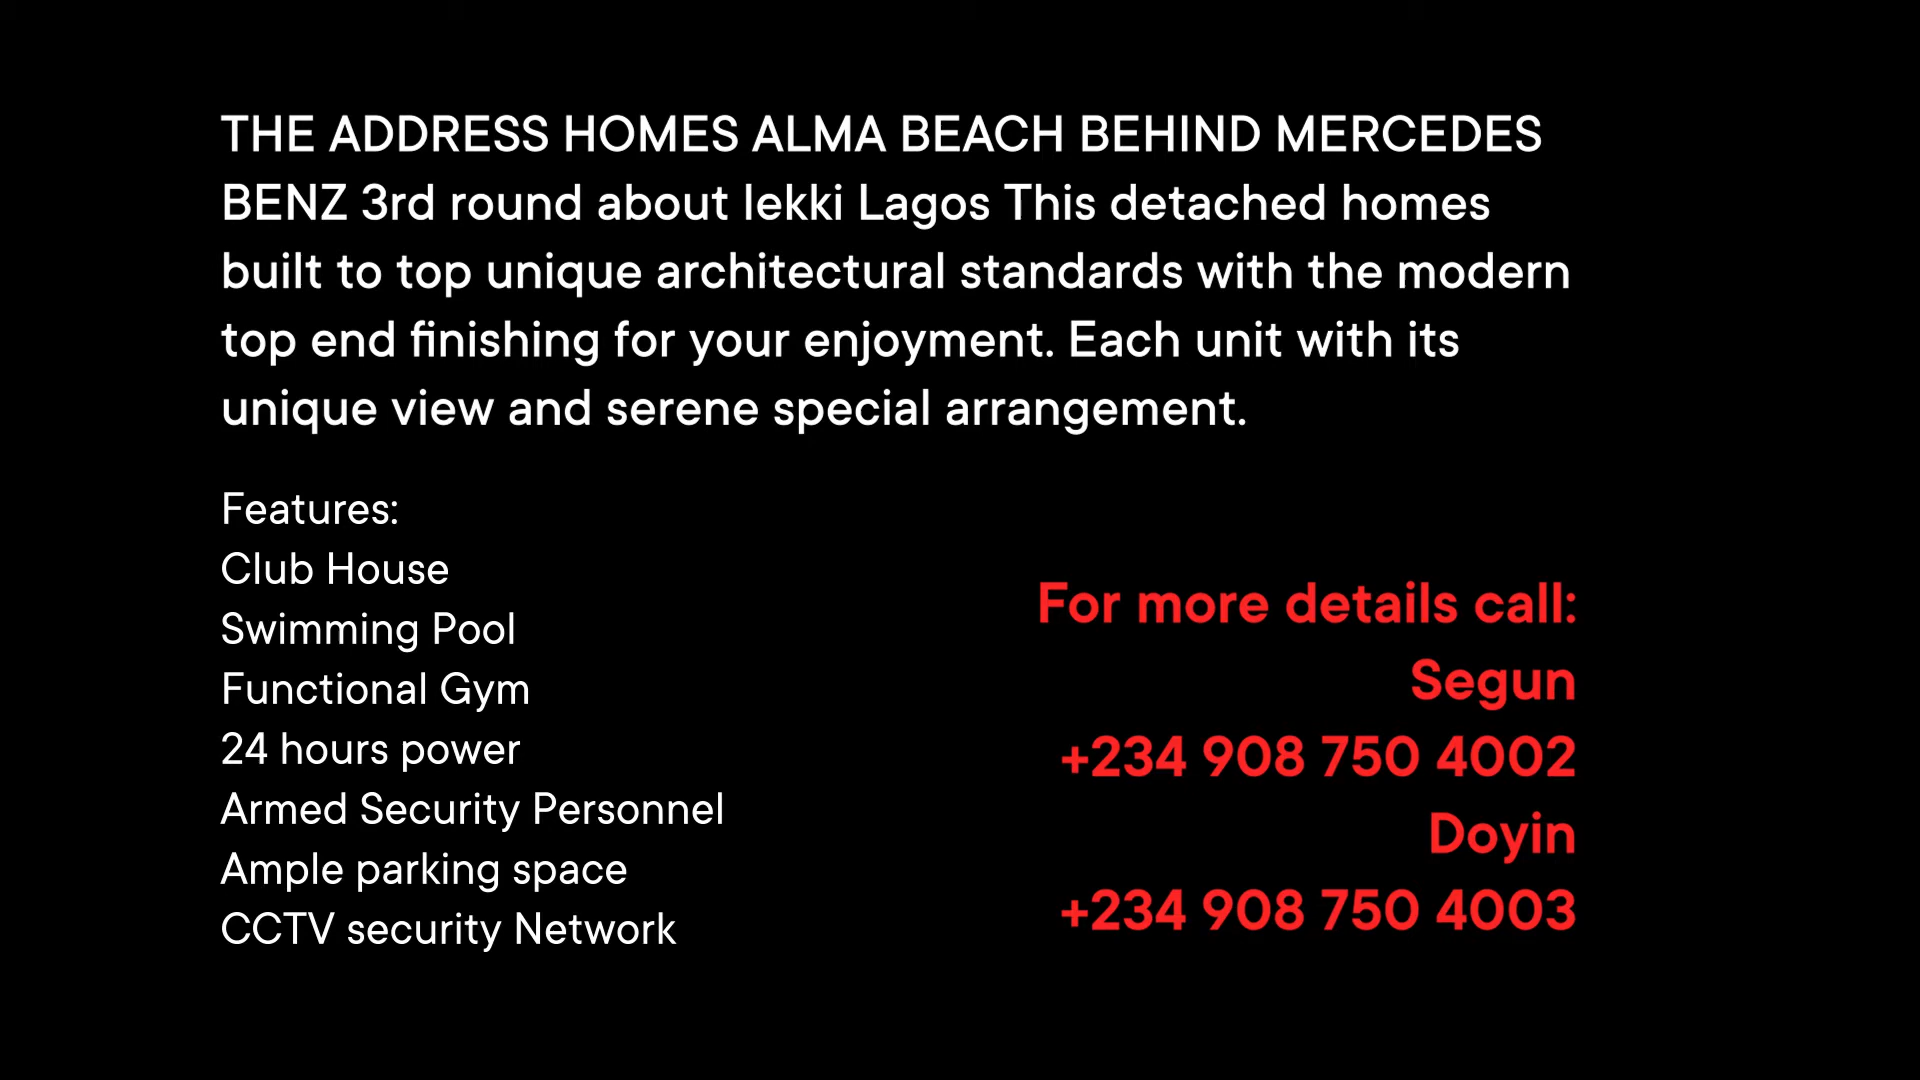 THE ADDRESS HOMES ALMA BEACH BEHIND MERCEDES
BENZ 3rd round about lekki Lagos This detached homes
built to top unique architectural standards with the modern
top end finishing for your enjoyment. Each unit with its
unique view and serene special arrangement.
Features:
Club House
Swimming Pool
Functional Gym
24 hours power
Armed Security Personnel
Ample parking space
CCTV security Network
For more details call:
Segun
+234 908 750 4002
Doyin
+234 908 750 4003